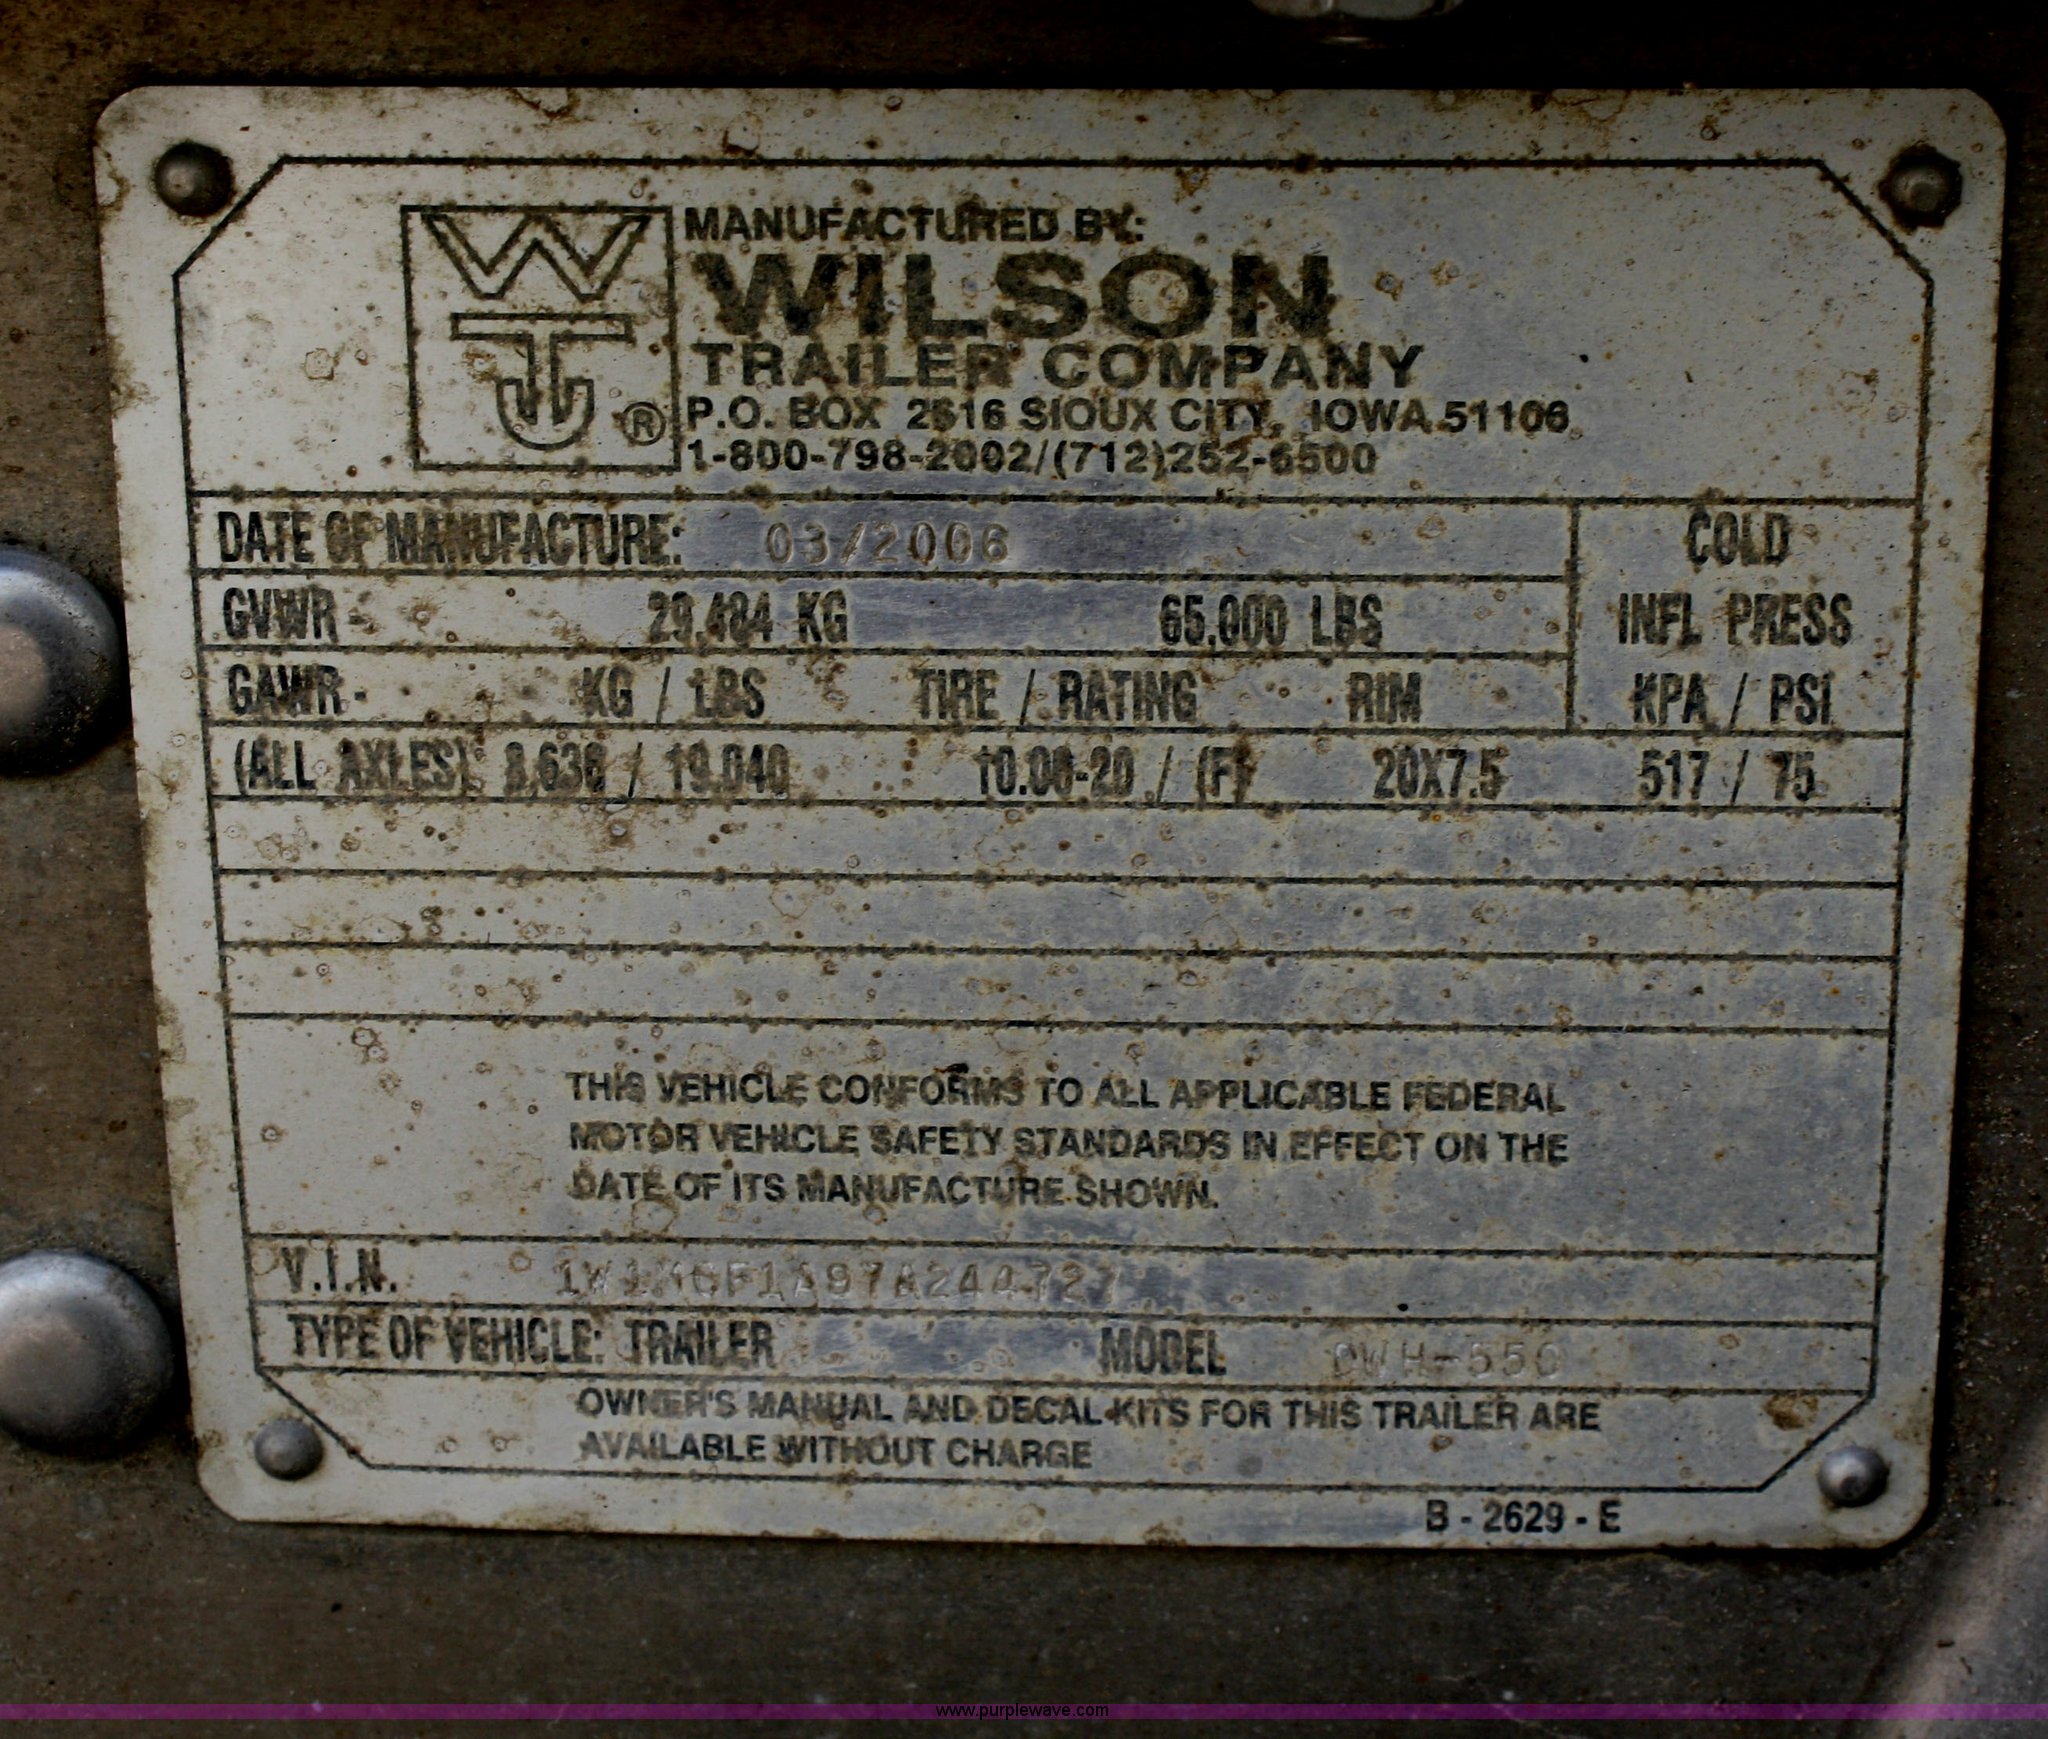 MANUFACTURED BY:
WILSON
TRAILER COMPANY
® P.O. BOX 2616 SIOUX CITY, IOWA 51106
1-800-798-2002/(712)252-6500
DATE OF MANUFACTURE: 03/2006
COLD
INFL PRESS
KPA / PSI
GVWR - 29,484 KG 65,000 LBS
GAWR - KG / LBS TIRE / RATING RIM
(ALL AXLES) 8,636 / 19,040 10.00-20 / (F) 20X7.5 517 / 75
THIS VEHICLE CONFORMS TO ALL APPLICABLE FEDERAL
MOTOR VEHICLE SAFETY STANDARDS IN EFFECT ON THE
DATE OF ITS MANUFACTURE SHOWN.
V.I.N.
TYPE OF VEHICLE: TRAILER MODEL DWH-550
OWNER'S MANUAL AND DECAL KITS FOR THIS TRAILER ARE
AVAILABLE WITHOUT CHARGE
B - 2629 - E
www.purplewave.com